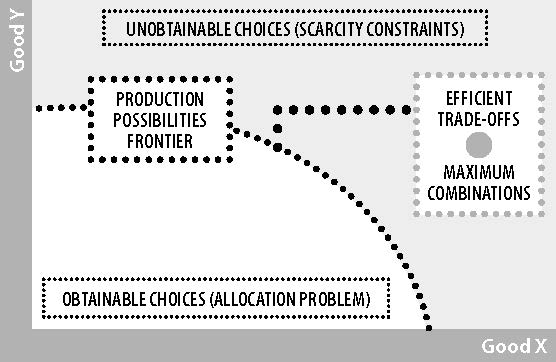 Good Y
UNOBTAINABLE CHOICES (SCARCITY CONSTRAINTS)
PRODUCTION
POSSIBILITIES
FRONTIER
EFFICIENT
TRADE-OFFS
MAXIMUM
COMBINATIONS
OBTAINABLE CHOICES (ALLOCATION PROBLEM)
Good X